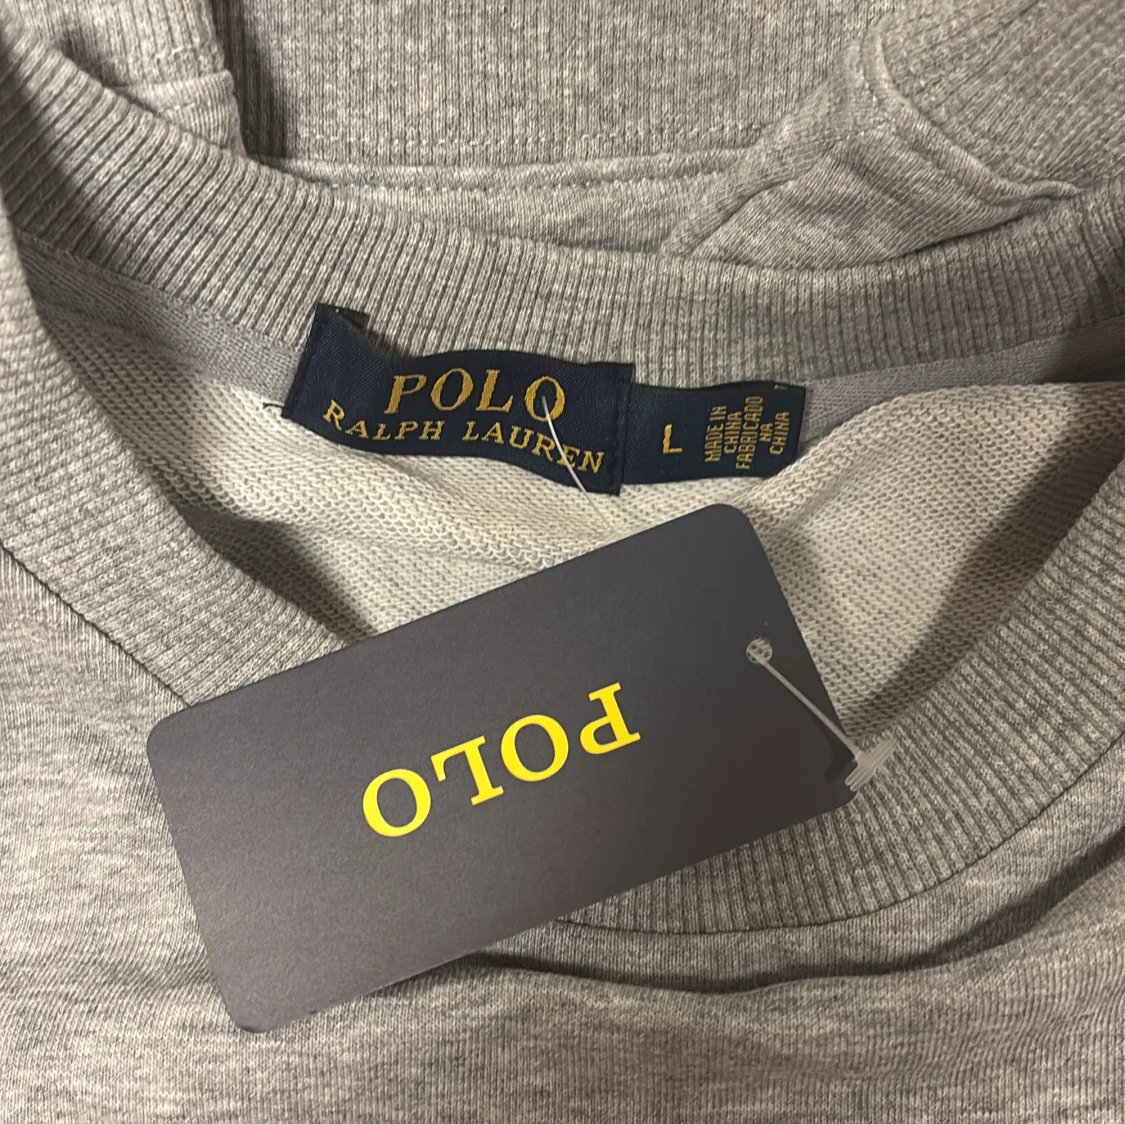 POLO
RALPH LAUREN
L
MADE IN
CHINA
FABRICADO
NA
CHINA
POLO